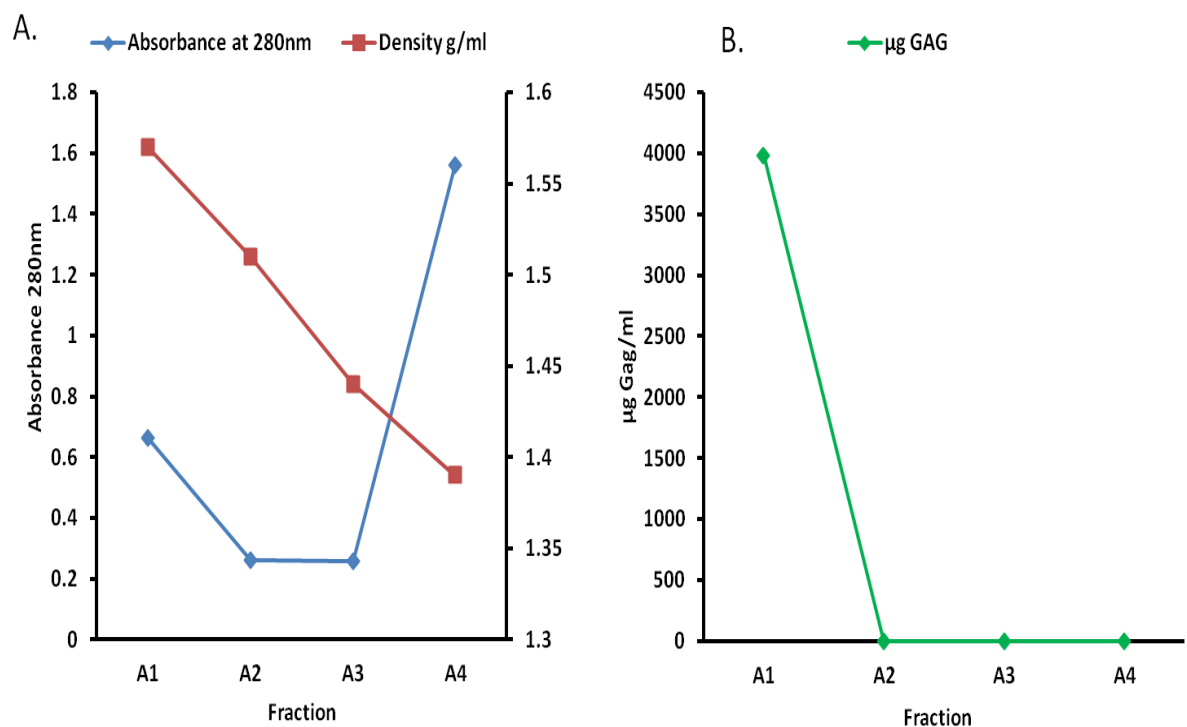 A.
Absorbance at 280nm
Density g/ml
Absorbance 280nm
1.8
1.6
1.4
1.2
1
0.8
0.6
0.4
0.2
0
1.6
1.55
1.5
1.45
1.4
1.35
1.3
A1 A2 A3 A4
Fraction
B.
µg GAG
µg Gag/ml
4500
4000
3500
3000
2500
2000
1500
1000
500
0
A1 A2 A3 A4
Fraction